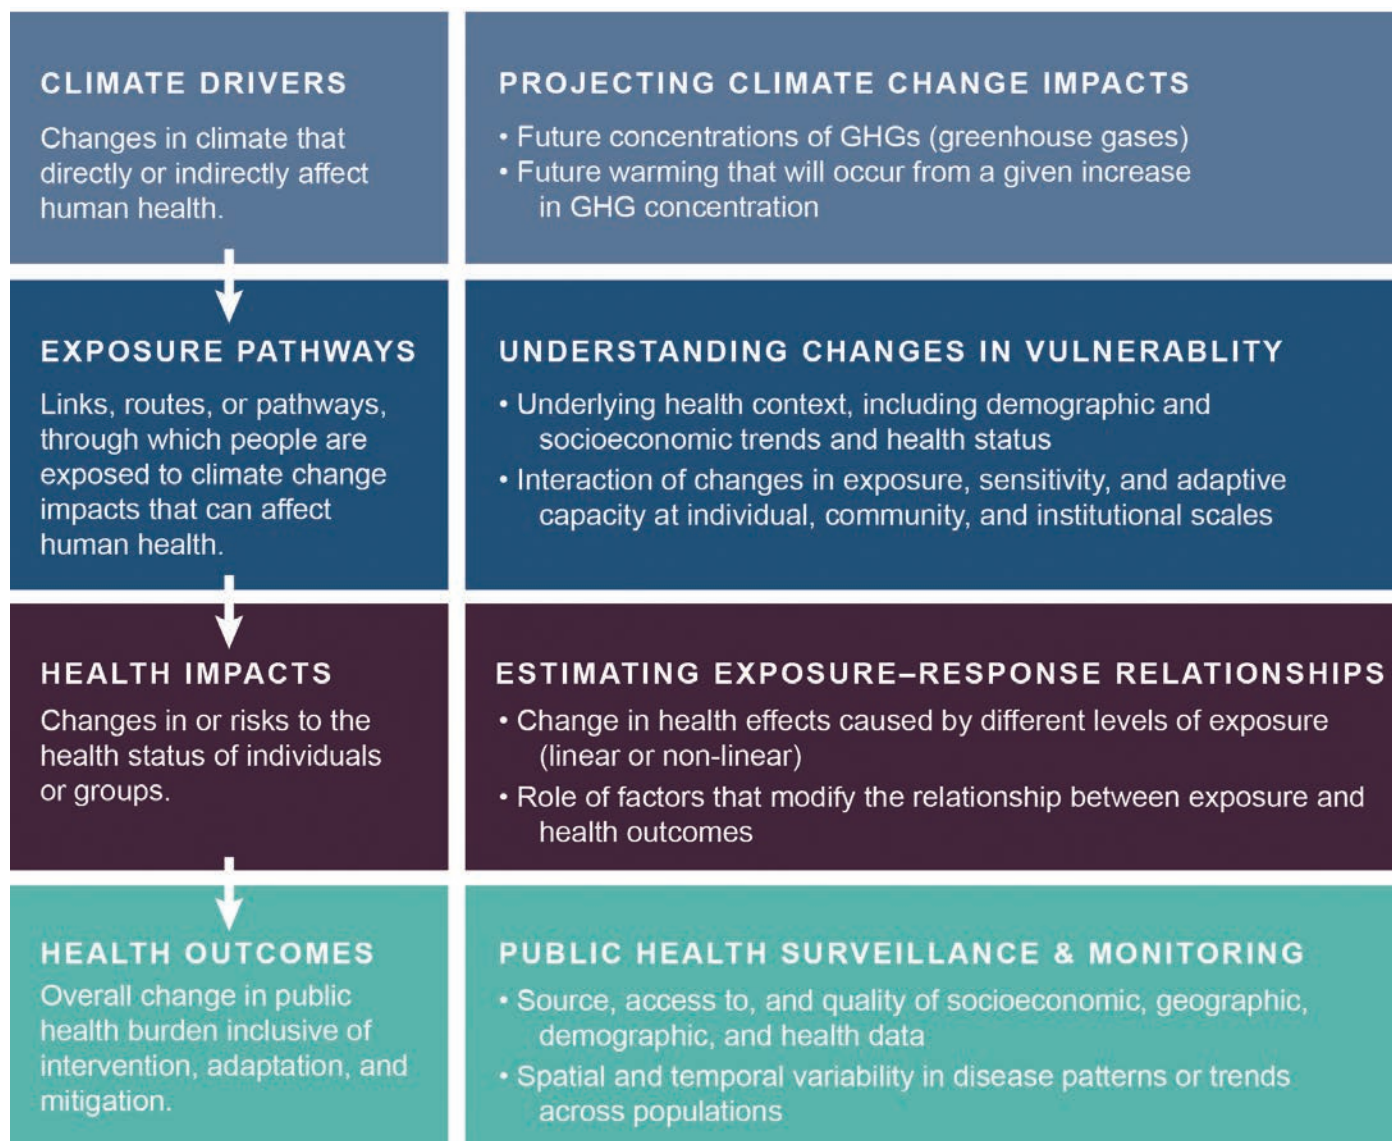 CLIMATE DRIVERS
Changes in climate that
directly or indirectly affect
human health.
PROJECTING CLIMATE CHANGE IMPACTS
• Future concentrations of GHGs (greenhouse gases)
• Future warming that will occur from a given increase
in GHG concentration
EXPOSURE PATHWAYS
Links, routes, or pathways,
through which people are
exposed to climate change
impacts that can affect
human health.
UNDERSTANDING CHANGES IN VULNERABLITY
• Underlying health context, including demographic and
socioeconomic trends and health status
• Interaction of changes in exposure, sensitivity, and adaptive
capacity at individual, community, and institutional scales
HEALTH IMPACTS
Changes in or risks to the
health status of individuals
or groups.
ESTIMATING EXPOSURE–RESPONSE RELATIONSHIPS
• Change in health effects caused by different levels of exposure
(linear or non-linear)
• Role of factors that modify the relationship between exposure and
health outcomes
HEALTH OUTCOMES
Overall change in public
health burden inclusive of
intervention, adaptation, and
mitigation.
PUBLIC HEALTH SURVEILLANCE & MONITORING
• Source, access to, and quality of socioeconomic, geographic,
demographic, and health data
• Spatial and temporal variability in disease patterns or trends
across populations